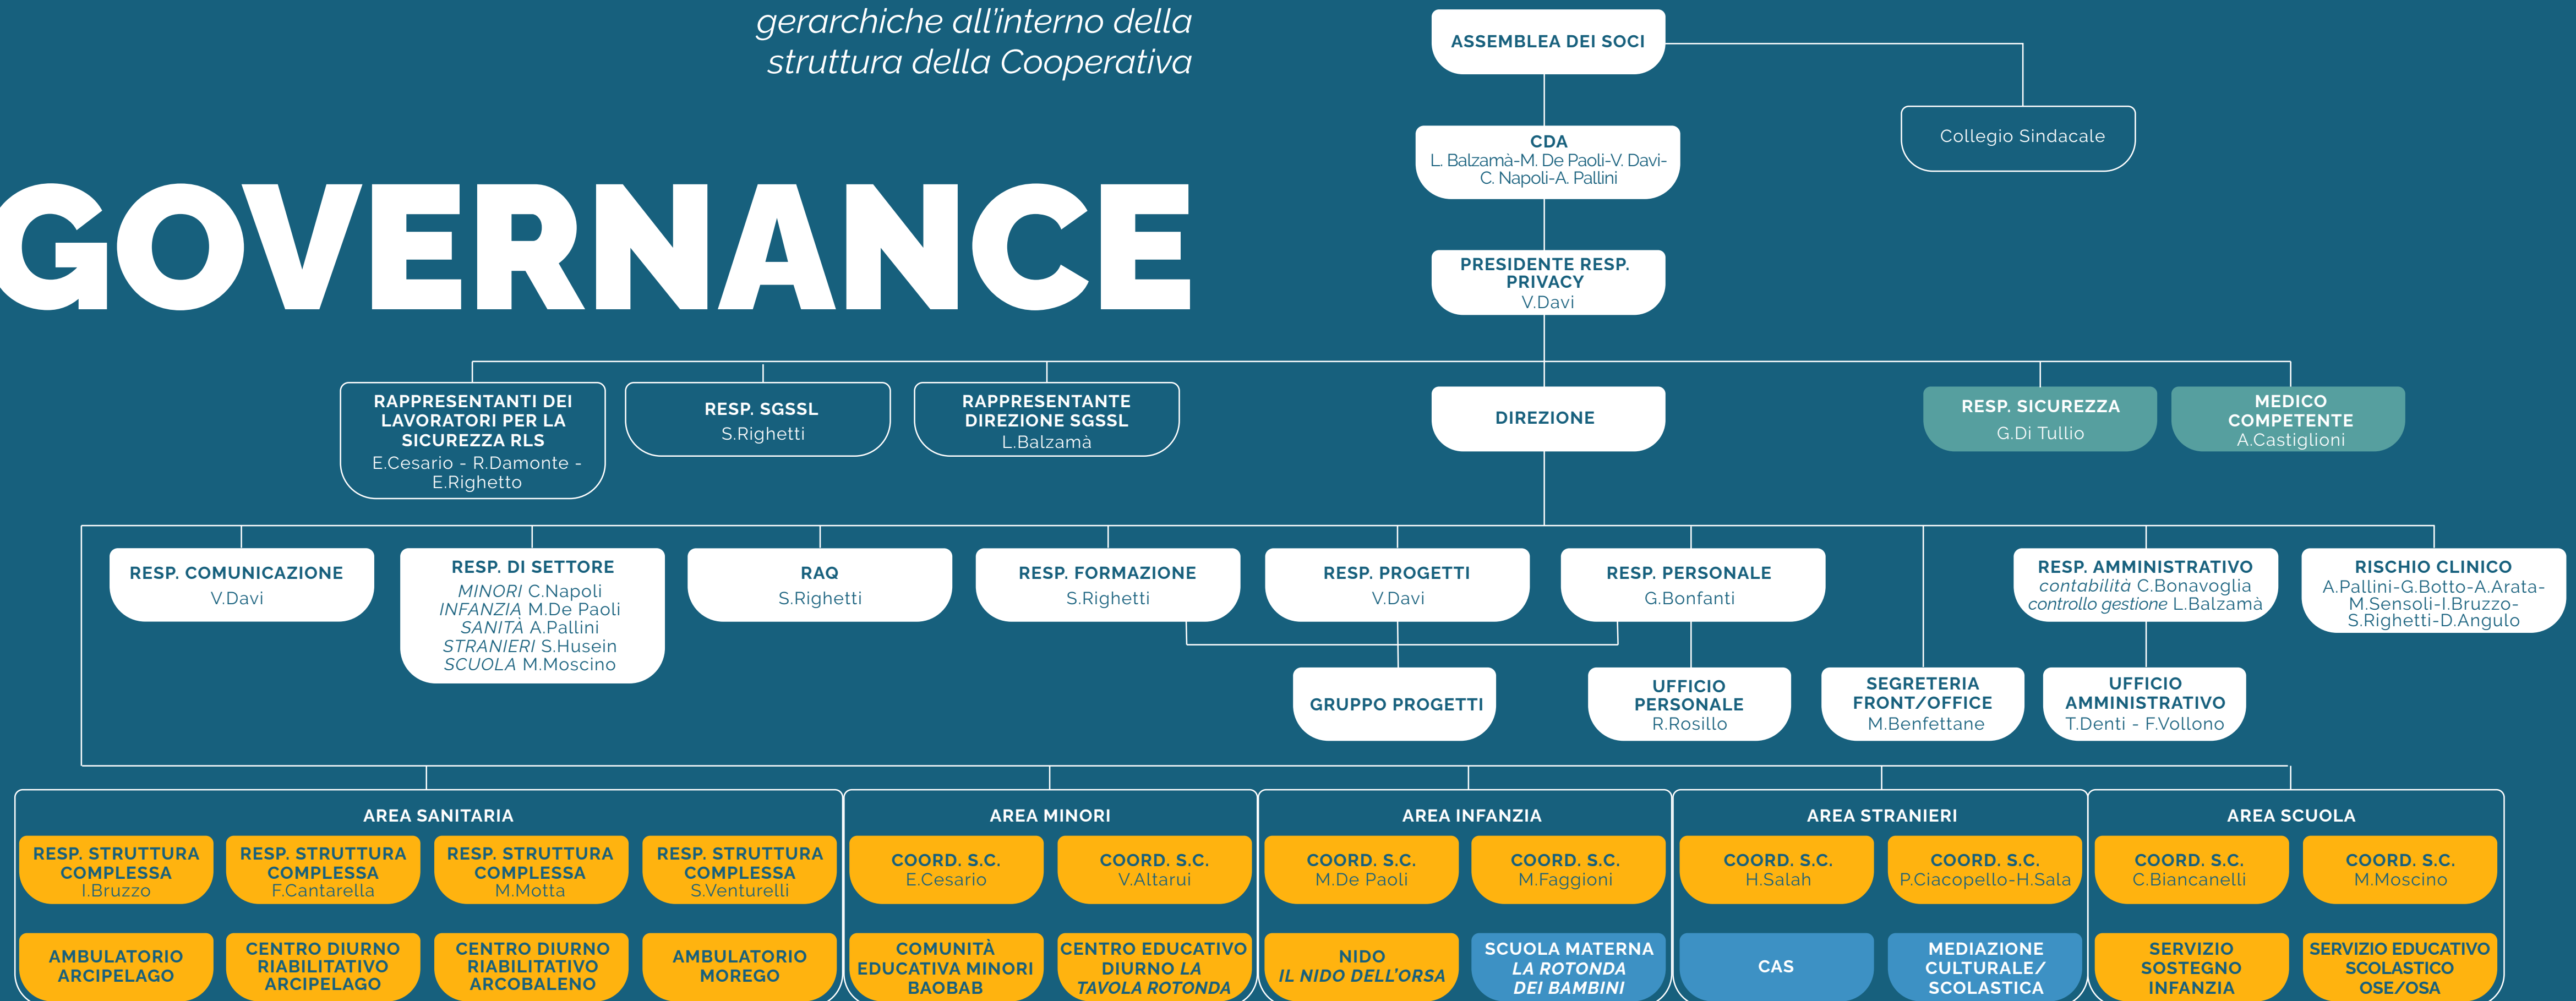 gerarchiche all’interno della
struttura della Cooperativa
GOVERNANCE
ASSEMBLEA DEI SOCI
Collegio Sindacale
CDA
L. Balzamà-M. De Paoli-V. Davi-
C. Napoli-A. Pallini
PRESIDENTE RESP.
PRIVACY
V.Davi
RAPPRESENTANTI DEI
LAVORATORI PER LA
SICUREZZA RLS
E.Cesario - R.Damonte -
E.Righetto
RESP. SGSSL
S.Righetti
RAPPRESENTANTE
DIREZIONE SGSSL
L.Balzamà
DIREZIONE
RESP. SICUREZZA
G.Di Tullio
MEDICO
COMPETENTE
A.Castiglioni
RESP. COMUNICAZIONE
V.Davi
RESP. DI SETTORE
MINORI C.Napoli
INFANZIA M.De Paoli
SANITÀ A.Pallini
STRANIERI S.Husein
SCUOLA M.Moscino
RAQ
S.Righetti
RESP. FORMAZIONE
S.Righetti
RESP. PROGETTI
V.Davi
RESP. PERSONALE
G.Bonfanti
RESP. AMMINISTRATIVO
contabilità C.Bonavoglia
controllo gestione L.Balzamà
RISCHIO CLINICO
A.Pallini-G.Botto-A.Arata-
M.Sensoli-I.Bruzzo-
S.Righetti-D.Angulo
GRUPPO PROGETTI
UFFICIO
PERSONALE
R.Rosillo
SEGRETERIA
FRONT/OFFICE
M.Benfettane
UFFICIO
AMMINISTRATIVO
T.Denti - F.Vollono
AREA SANITARIA
RESP. STRUTTURA
COMPLESSA
I.Bruzzo
RESP. STRUTTURA
COMPLESSA
F.Cantarella
RESP. STRUTTURA
COMPLESSA
M.Motta
RESP. STRUTTURA
COMPLESSA
S.Venturelli
AMBULATORIO
ARCIPELAGO
CENTRO DIURNO
RIABILITATIVO
ARCIPELAGO
CENTRO DIURNO
RIABILITATIVO
ARCOBALENO
AMBULATORIO
MOREGO
AREA MINORI
COORD. S.C.
E.Cesario
COORD. S.C.
V.Altarui
COMUNITÀ
EDUCATIVA MINORI
BAOBAB
CENTRO EDUCATIVO
DIURNO LA
TAVOLA ROTONDA
AREA INFANZIA
COORD. S.C.
M.De Paoli
COORD. S.C.
M.Faggioni
NIDO
IL NIDO DELL’ORSA
SCUOLA MATERNA
LA ROTONDA
DEI BAMBINI
AREA STRANIERI
COORD. S.C.
H.Salah
COORD. S.C.
P.Ciacopello-H.Sala
CAS
MEDIAZIONE
CULTURALE/
SCOLASTICA
AREA SCUOLA
COORD. S.C.
C.Biancanelli
COORD. S.C.
M.Moscino
SERVIZIO
SOSTEGNO
INFANZIA
SERVIZIO EDUCATIVO
SCOLASTICO
OSE/OSA